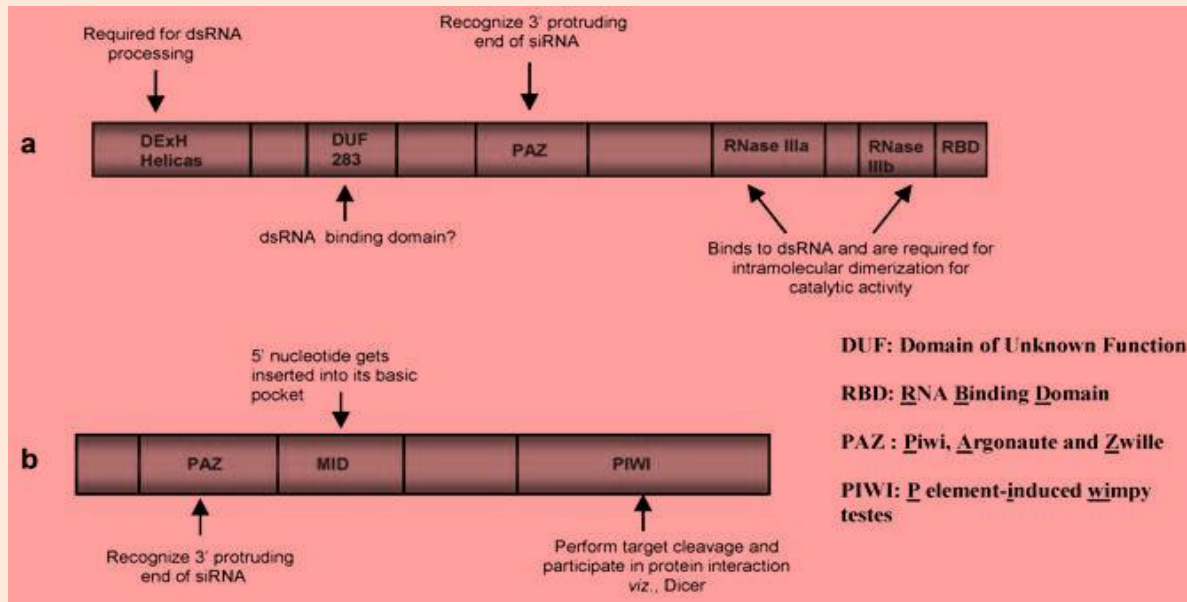 Required for dsRNA
processing
Recognize 3' protruding
end of siRNA
a
DExH
Helicas
DUF
283
PAZ
RNase IIIa
RNase
IIIb
RBD
dsRNA binding domain?
Binds to dsRNA and are required for
intramolecular dimerization for
catalytic activity
5' nucleotide gets
inserted into its basic
pocket
b
PAZ
MID
PIWI
Recognize 3' protruding
end of siRNA
Perform target cleavage and
participate in protein interaction
viz., Dicer
DUF: Domain of Unknown Function
RBD: RNA Binding Domain
PAZ : Piwi, Argonaute and Zwille
PIWI: P element-induced wimpy
testes